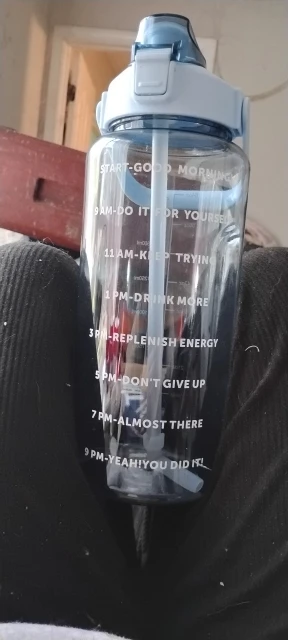 START-GOOD MORNING
9 AM-DO IT FOR YOURSELF
11 AM-KEEP TRYING
1 PM-DRINK MORE
3 PM-REPLENISH ENERGY
5 PM-DON'T GIVE UP
7 PM-ALMOST THERE
9 PM-YEAH!YOU DID IT!